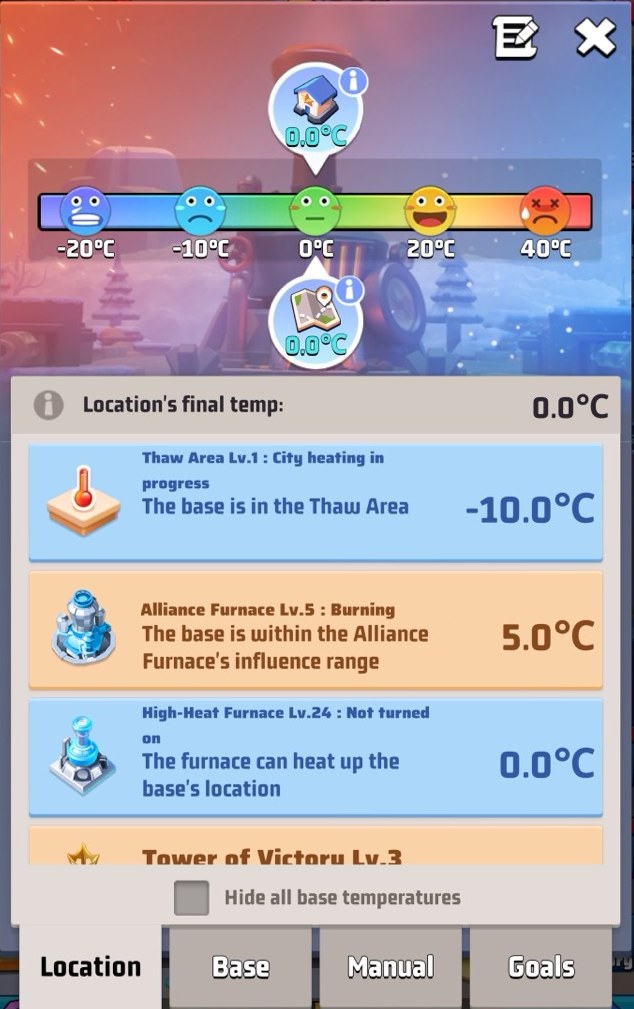 0.0°C
-20°C -10°C 0°C 20°C 40°C
0.0°C
Location's final temp: 0.0°C
Thaw Area Lv.1 : City heating in
progress
The base is in the Thaw Area
-10.0°C
Alliance Furnace Lv.5 : Burning
The base is within the Alliance
Furnace's influence range
5.0°C
High-Heat Furnace Lv.24 : Not turned
on
The furnace can heat up the
base's location
0.0°C
Tower of Victory Lv.3
Hide all base temperatures
Location Base Manual Goals